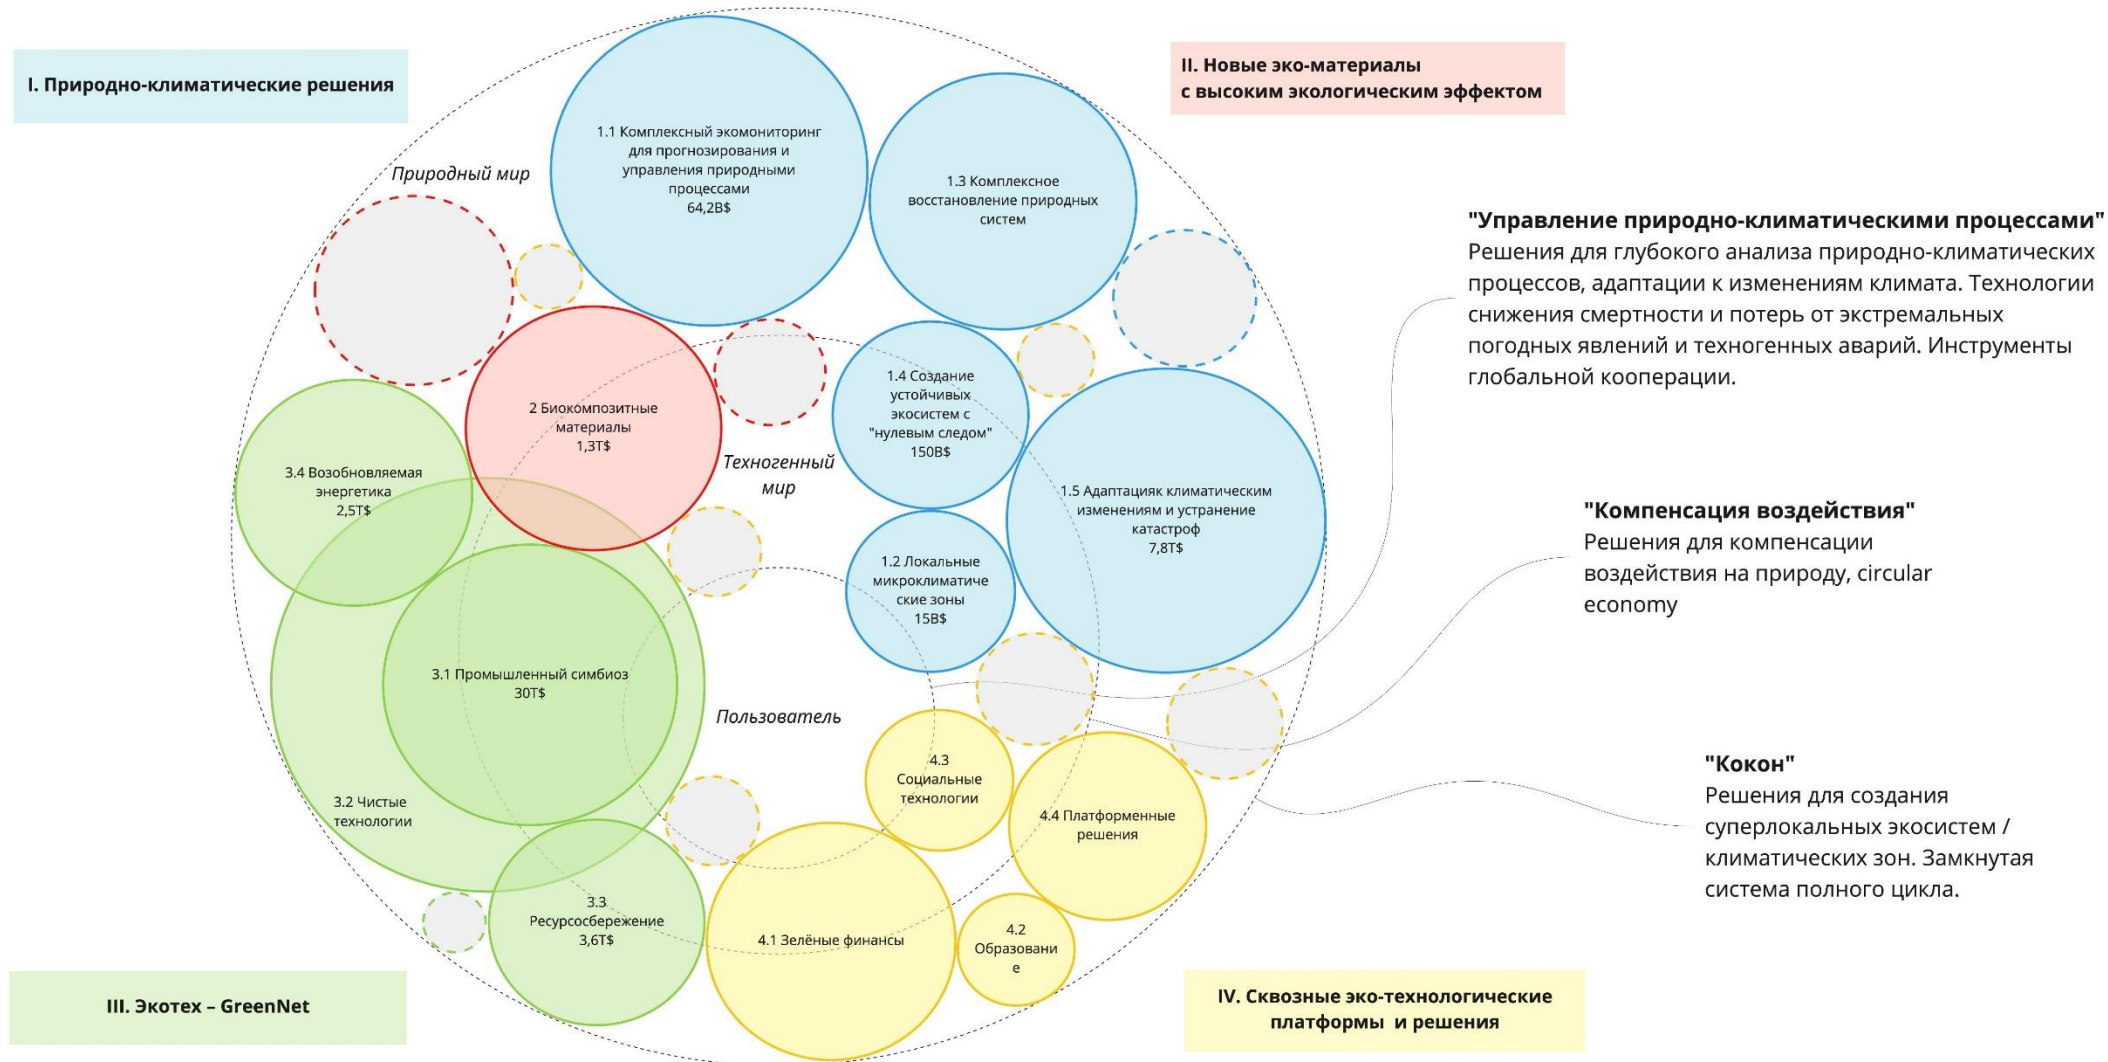 I. Природно-климатические решения
II. Новые эко-материалы
с высоким экологическим эффектом
1.1 Комплексный экомониторинг
для прогнозирования и
управления природными
процессами
64,2B$
Природный мир
1.3 Комплексное
восстановление природных
систем
"Управление природно-климатическими процессами"
Решения для глубокого анализа природно-климатических
процессов, адаптации к изменениям климата. Технологии
снижения смертности и потерь от экстремальных
погодных явлений и техногенных аварий. Инструменты
глобальной кооперации.
2 Биокомпозитные
материалы
1,3T$
1.4 Создание
устойчивых
экосистем с
"нулевым следом"
150B$
Техногенный
мир
3.4 Возобновляемая
энергетика
2,5T$
1.5 Адаптацияк климатическим
изменениям и устранение
катастроф
7,8T$
"Компенсация воздействия"
Решения для компенсации
воздействия на природу, circular
economy
1.2 Локальные
микроклиматиче
ские зоны
15B$
3.1 Промышленный симбиоз
30T$
Пользователь
3.2 Чистые
технологии
4.3
Социальные
технологии
4.4 Платформенные
решения
"Кокон"
Решения для создания
суперлокальных экосистем /
климатических зон. Замкнутая
система полного цикла.
3.3
Ресурсосбережение
3,6T$
4.1 Зелёные финансы
4.2
Образовани
е
III. Экотех – GreenNet
IV. Сквозные эко-технологические
платформы и решения